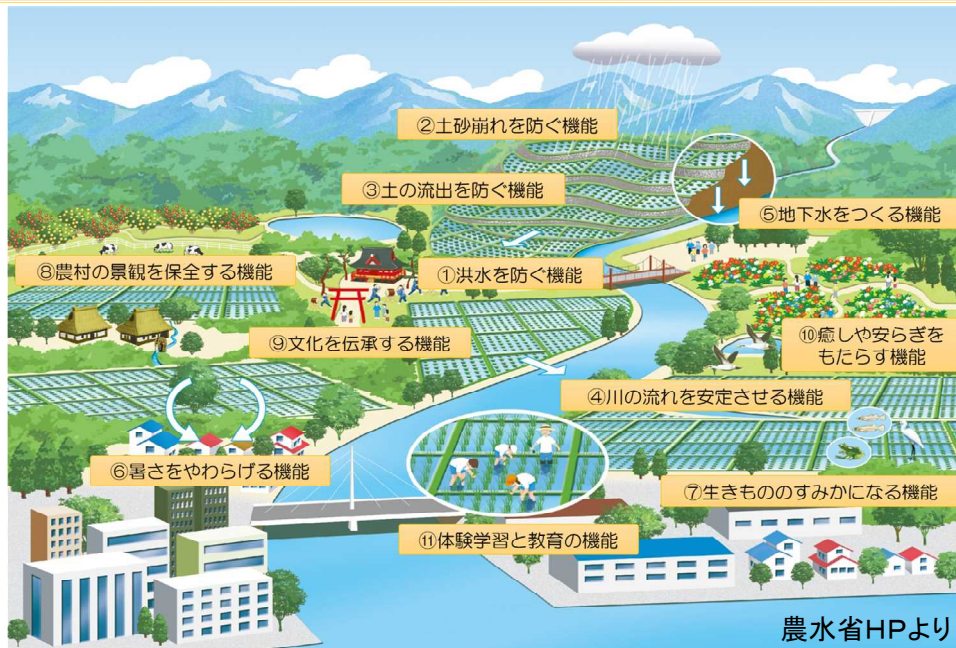 ②土砂崩れを防ぐ機能
③土の流出を防ぐ機能
⑤地下水をつくる機能
⑧農村の景観を保全する機能
①洪水を防ぐ機能
⑨文化を伝承する機能
⑩癒しや安らぎを
もたらす機能
④川の流れを安定させる機能
⑥暑さをやわらげる機能
⑦生きもののすみかになる機能
⑪体験学習と教育の機能
農水省HPより